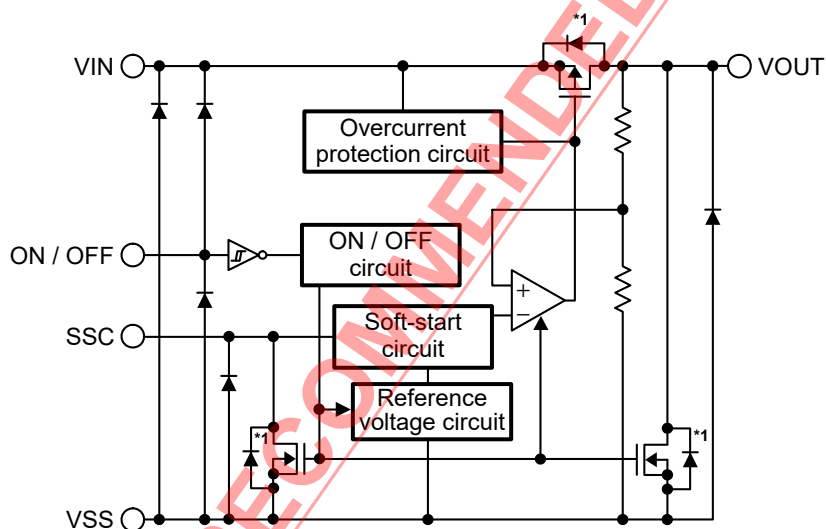 *1
VIN
VOUT
Overcurrent
protection circuit
ON / OFF
ON / OFF
circuit
+
−
SSC
Soft-start
circuit
Reference
voltage circuit
*1
*1
VSS
RECOMMENDED